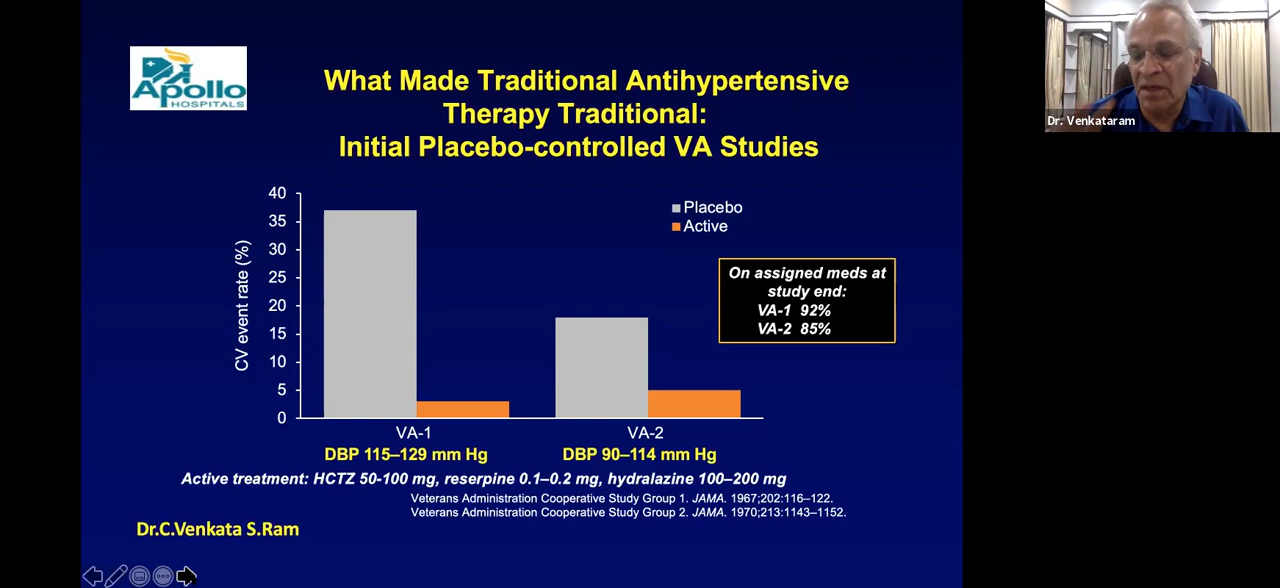 Apollo
HOSPITALS
What Made Traditional Antihypertensive
Therapy Traditional:
Initial Placebo-controlled VA Studies
Dr. Venkataram
40
35
30
25
20
15
10
5
0
CV event rate (%)
Placebo
Active
On assigned meds at
study end:
VA-1 92%
VA-2 85%
VA-1
VA-2
DBP 115–129 mm Hg
DBP 90–114 mm Hg
Active treatment: HCTZ 50-100 mg, reserpine 0.1–0.2 mg, hydralazine 100–200 mg
Veterans Administration Cooperative Study Group 1. JAMA. 1967;202:116–122.
Veterans Administration Cooperative Study Group 2. JAMA. 1970;213:1143–1152.
Dr.C.Venkata S.Ram